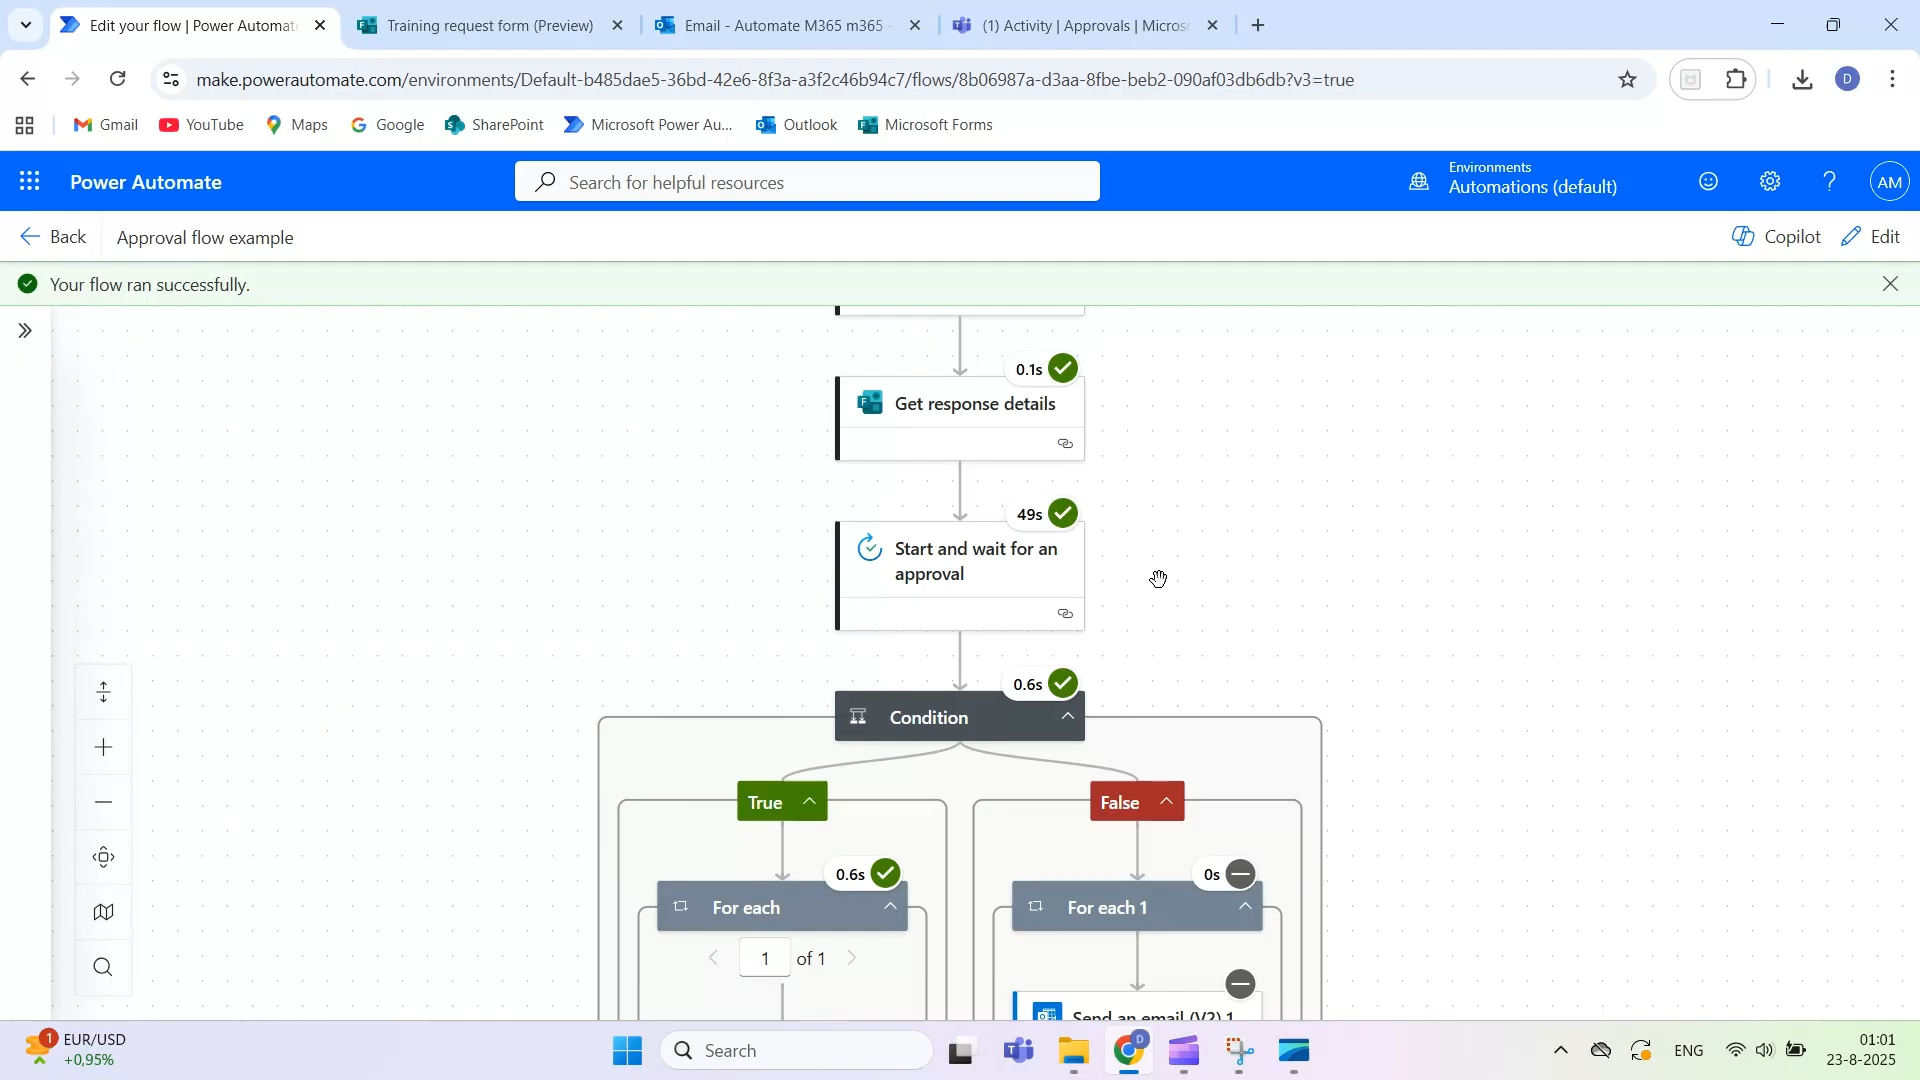 Edit your flow | Power Automat
Training request form (Preview)
Email - Automate M365 m365 -
(1) Activity | Approvals | Micros
make.powerautomate.com/environments/Default-b485dae5-36bd-42e6-8f3a-a3f2c46b94c7/flows/8b06987a-d3aa-8fbe-beb2-090af03db6db?v3=true
D
Gmail
YouTube
Maps
Google
SharePoint
Microsoft Power Au...
Outlook
Microsoft Forms
Power Automate
Search for helpful resources
Environments
Automations (default)
AM
Back
Approval flow example
Copilot
Edit
Your flow ran successfully.
0.1s
Get response details
49s
Start and wait for an
approval
0.6s
Condition
True
False
0.6s
0s
For each
For each 1
1 of 1
Send an email (V2) 1
1
EUR/USD
+0,95%
Search
D
ENG
01:01
23-8-2025